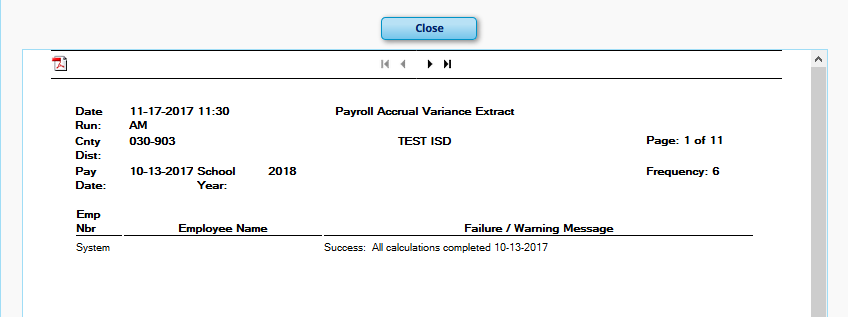 Close
Date Run: 11-17-2017 11:30 AM Payroll Accrual Variance Extract
Cnty Dist: 030-903 TEST ISD Page: 1 of 11
Pay Date: 10-13-2017 School Year: 2018 Frequency: 6
Emp Nbr Employee Name Failure / Warning Message
System Success: All calculations completed 10-13-2017